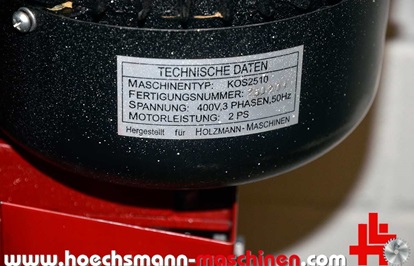 TECHNISCHE DATEN
MASCHINENTYP: KOS2510
FERTIGUNGSNUMMER:
SPANNUNG: 400V,3 PHASEN,50Hz
MOTORLEISTUNG: 2 PS
Hergestellt für HOLZMANN-MASCHINEN
www.hoechsmann-maschinen.com